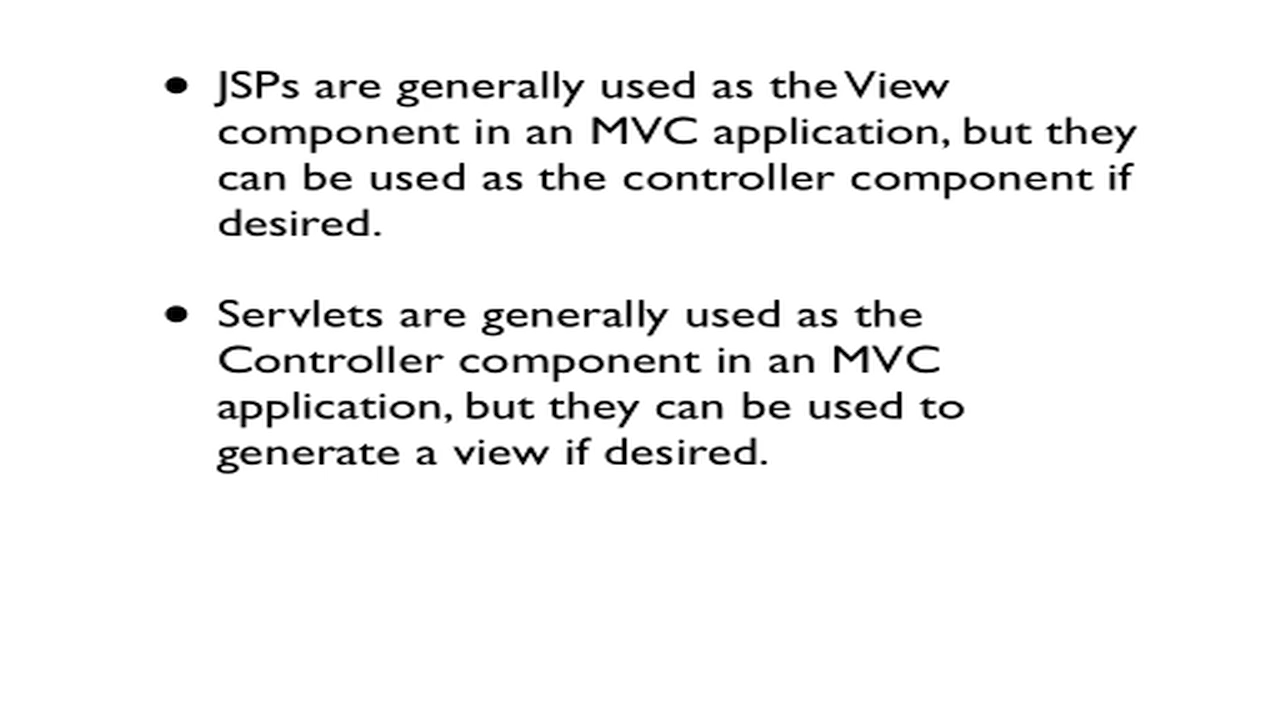 • JSPs are generally used as the View
component in an MVC application, but they
can be used as the controller component if
desired.
• Servlets are generally used as the
Controller component in an MVC
application, but they can be used to
generate a view if desired.